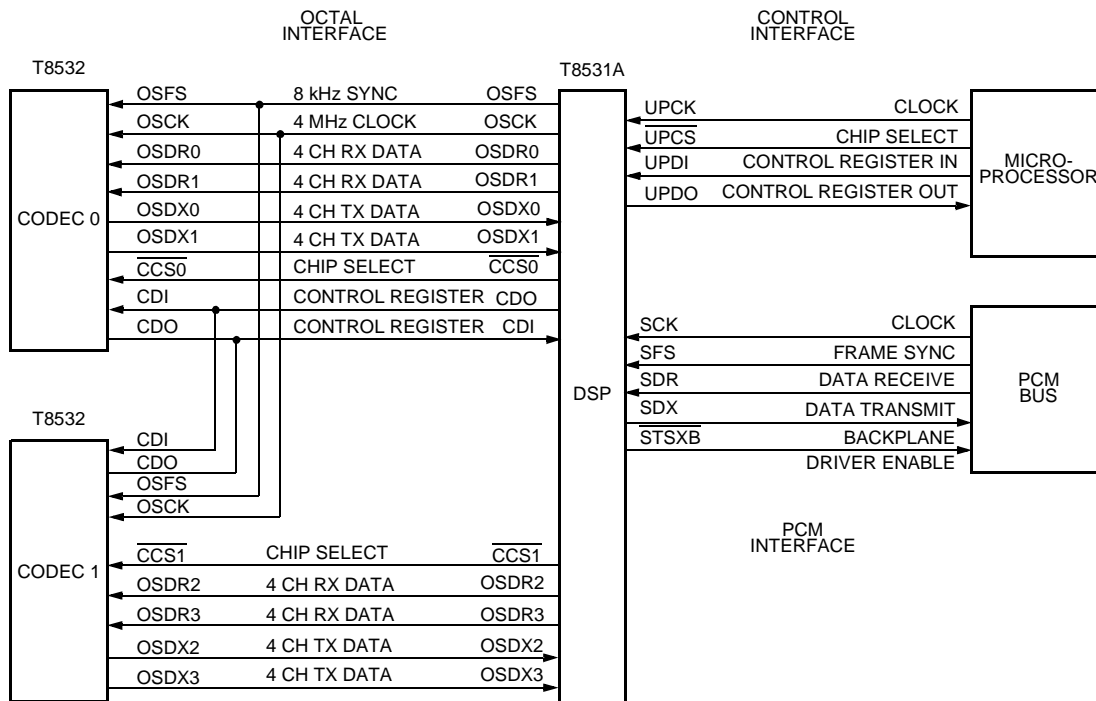 OCTAL
INTERFACE
CONTROL
INTERFACE
T8532
T8531A
OSFS 8 kHz SYNC OSFS
OSCK 4 MHz CLOCK OSCK
OSDR0 4 CH RX DATA OSDR0
OSDR1 4 CH RX DATA OSDR1
OSDX0 4 CH TX DATA OSDX0
OSDX1 4 CH TX DATA OSDX1
CCS0 CHIP SELECT CCS0
CDI CONTROL REGISTER CDO
CDO CONTROL REGISTER CDI
CODEC 0
UPCK CLOCK
UPCS CHIP SELECT
UPDI CONTROL REGISTER IN
UPDO CONTROL REGISTER OUT
MICRO-
PROCESSOR
DSP
SCK CLOCK
SFS FRAME SYNC
SDR DATA RECEIVE
SDX DATA TRANSMIT
STSXB BACKPLANE
DRIVER ENABLE
PCM
BUS
PCM
INTERFACE
T8532
CDI
CDO
OSFS
OSCK
CODEC 1
CCS1 CHIP SELECT CCS1
OSDR2 4 CH RX DATA OSDR2
OSDR3 4 CH RX DATA OSDR3
OSDX2 4 CH TX DATA OSDX2
OSDX3 4 CH TX DATA OSDX3